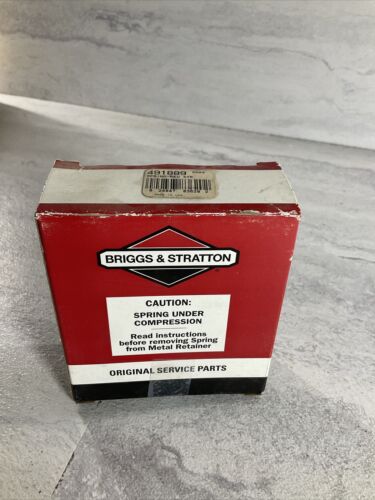 491889
BRIGGS & STRATTON
CAUTION:
SPRING UNDER
COMPRESSION
Read instructions
before removing Spring
from Metal Retainer
ORIGINAL SERVICE PARTS